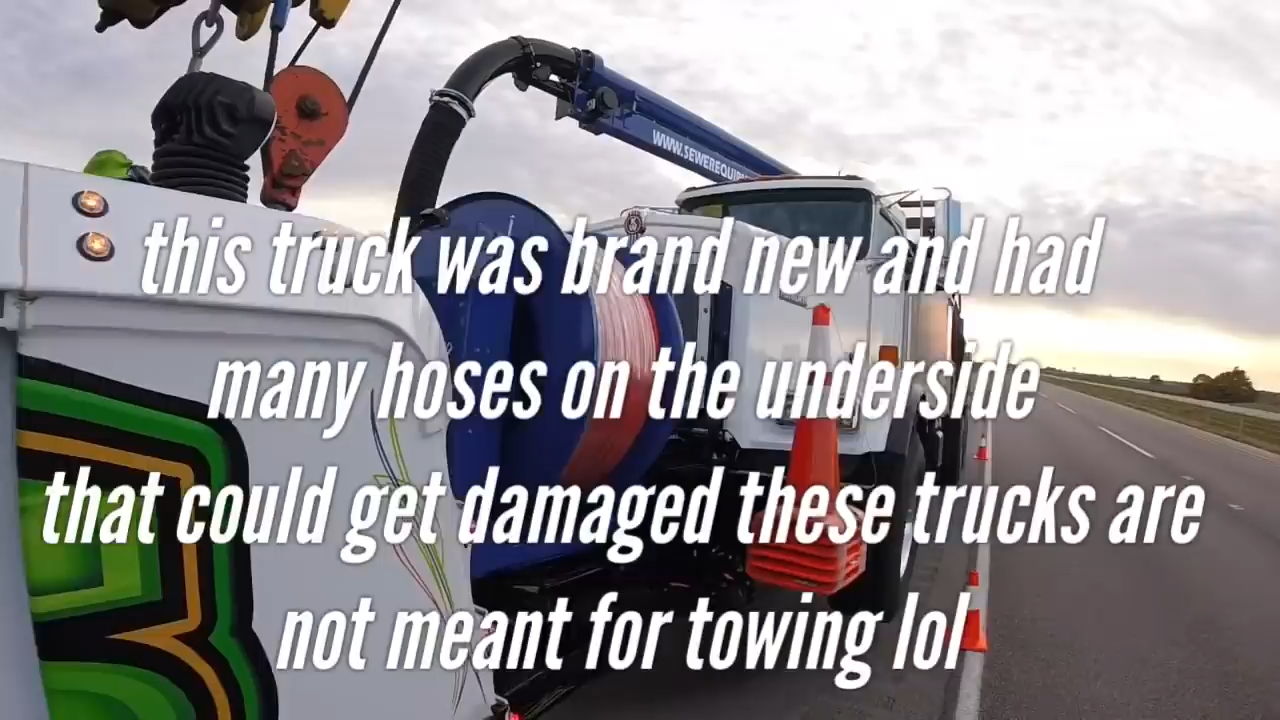 WWW.SEWEREQUIP
this truck was brand new and had
many hoses on the underside
that could get damaged these trucks are
not meant for towing lol